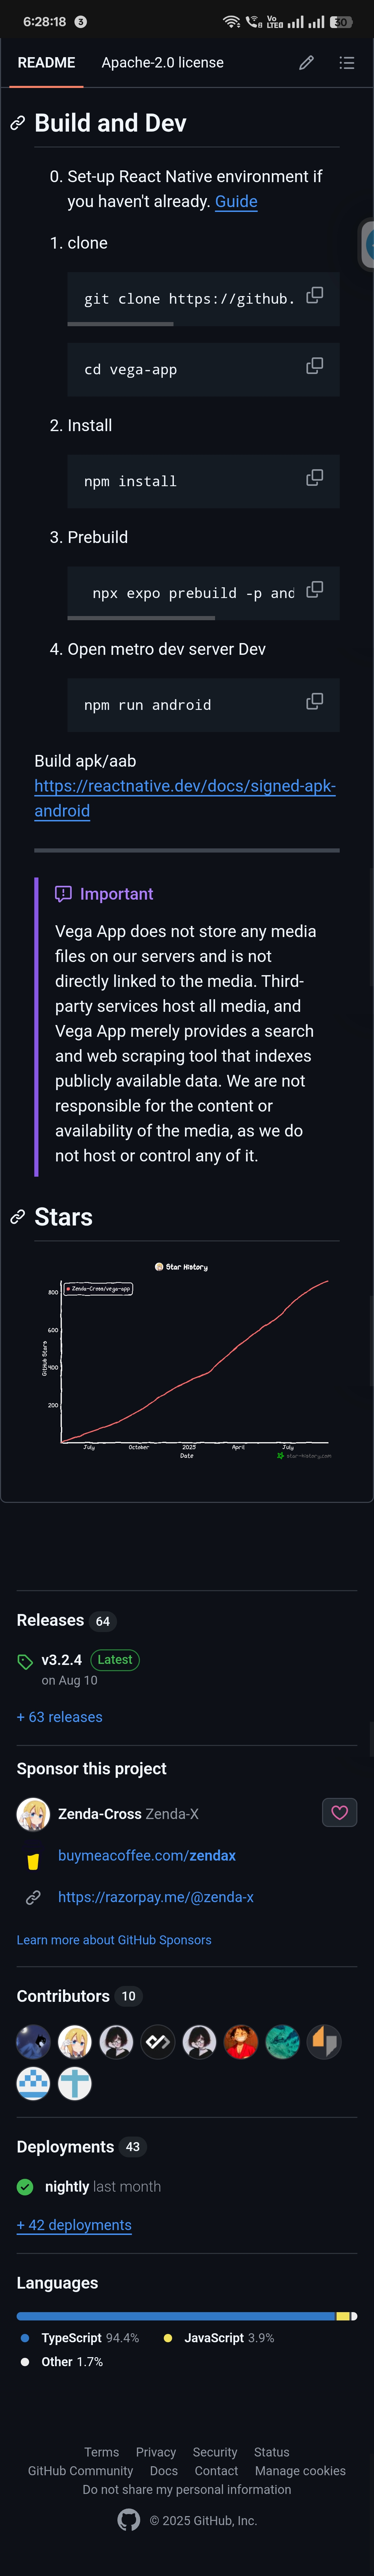 6:28:18 3 Vo LTE 30
README Apache-2.0 license
Build and Dev
0. Set-up React Native environment if
you haven't already. Guide
1. clone
git clone https://github.
cd vega-app
2. Install
npm install
3. Prebuild
npx expo prebuild -p and
4. Open metro dev server Dev
npm run android
Build apk/aab
https://reactnative.dev/docs/signed-apk-
android
Important
Vega App does not store any media
files on our servers and is not
directly linked to the media. Third-
party services host all media, and
Vega App merely provides a search
and web scraping tool that indexes
publicly available data. We are not
responsible for the content or
availability of the media, as we do
not host or control any of it.
Stars
Star History
Zenda-Cross/vega-app
800
600
400
200
GitHub Stars
July October 2025 April July
Date
star-history.com
Releases 64
v3.2.4 Latest
on Aug 10
+ 63 releases
Sponsor this project
Zenda-Cross Zenda-X
buymeacoffee.com/zendax
https://razorpay.me/@zenda-x
Learn more about GitHub Sponsors
Contributors 10
Deployments 43
nightly last month
+ 42 deployments
Languages
TypeScript 94.4% JavaScript 3.9%
Other 1.7%
Terms Privacy Security Status
GitHub Community Docs Contact Manage cookies
Do not share my personal information
© 2025 GitHub, Inc.